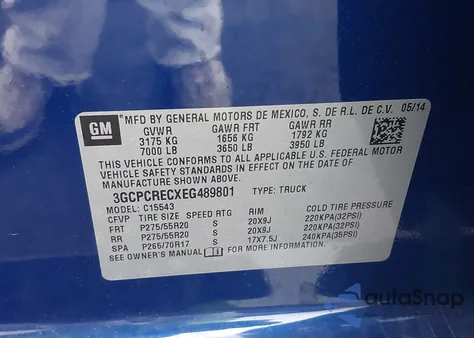 GM
MFD BY GENERAL MOTORS DE MEXICO, S. DE R.L. DE C.V. 05/14
GVWR GAWR FRT GAWR RR
3175 KG 1656 KG 1792 KG
7000 LB 3650 LB 3950 LB
THIS VEHICLE CONFORMS TO ALL APPLICABLE U.S. FEDERAL MOTOR
VEHICLE SAFETY STANDARDS IN EFFECT ON THE DATE OF
MANUFACTURE SHOWN ABOVE.
3GCPCRECXEG489801 TYPE: TRUCK
MODEL: C15543
CFVP TIRE SIZE SPEED RTG RIM COLD TIRE PRESSURE
FRT P275/55R20 S 20X9J 220KPA(32PSI)
RR P275/55R20 S 20X9J 220KPA(32PSI)
SPA P265/70R17 S 17X7.5J 240KPA(35PSI)
SEE OWNER'S MANUAL FOR MORE INFORMATION.
autoSnap